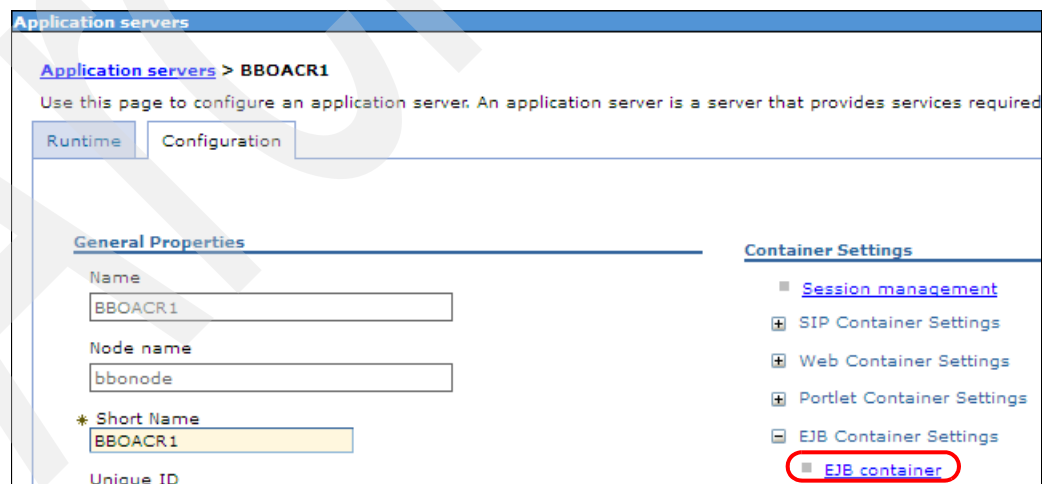 Application servers
Application servers > BBOACR1
Use this page to configure an application server. An application server is a server that provides services required
Runtime
Configuration
General Properties
Name
BBOACR1
Node name
bbonode
* Short Name
BBOACR1
Unique ID
Container Settings
Session management
SIP Container Settings
Web Container Settings
Portlet Container Settings
EJB Container Settings
EJB container